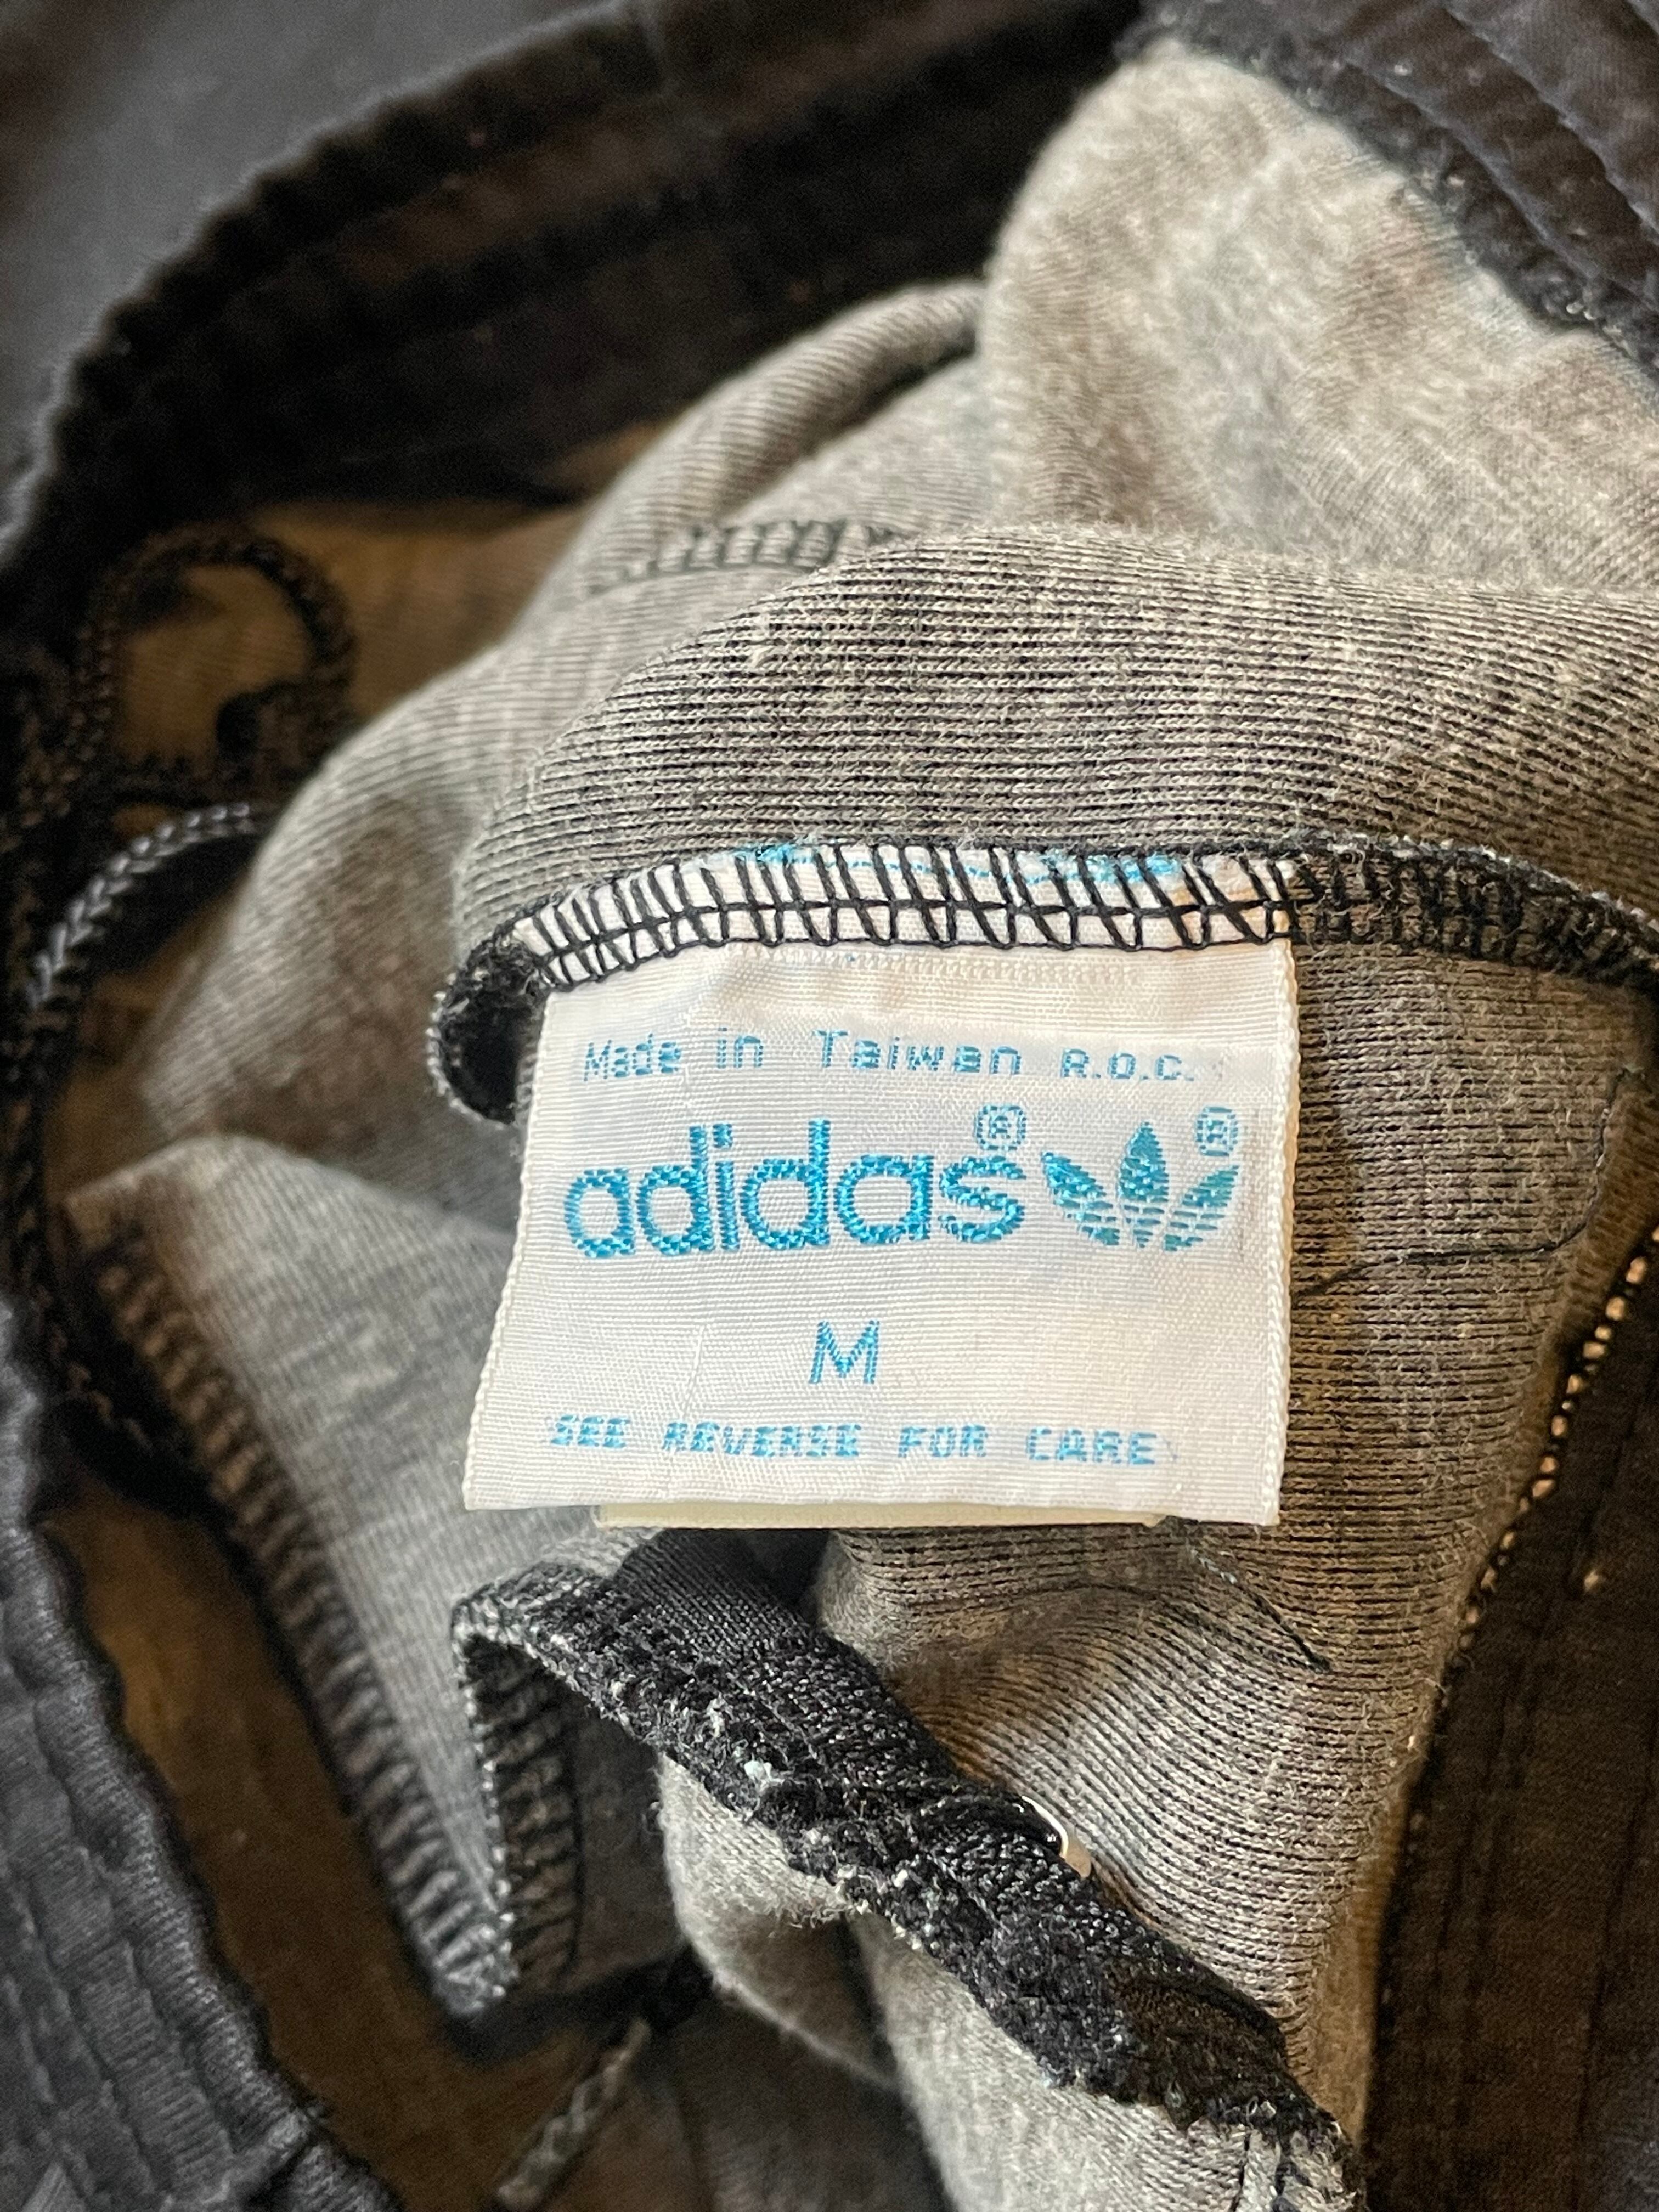 Made in Taiwan R.O.C.
adidas® ®
M
SEE REVERSE FOR CARE